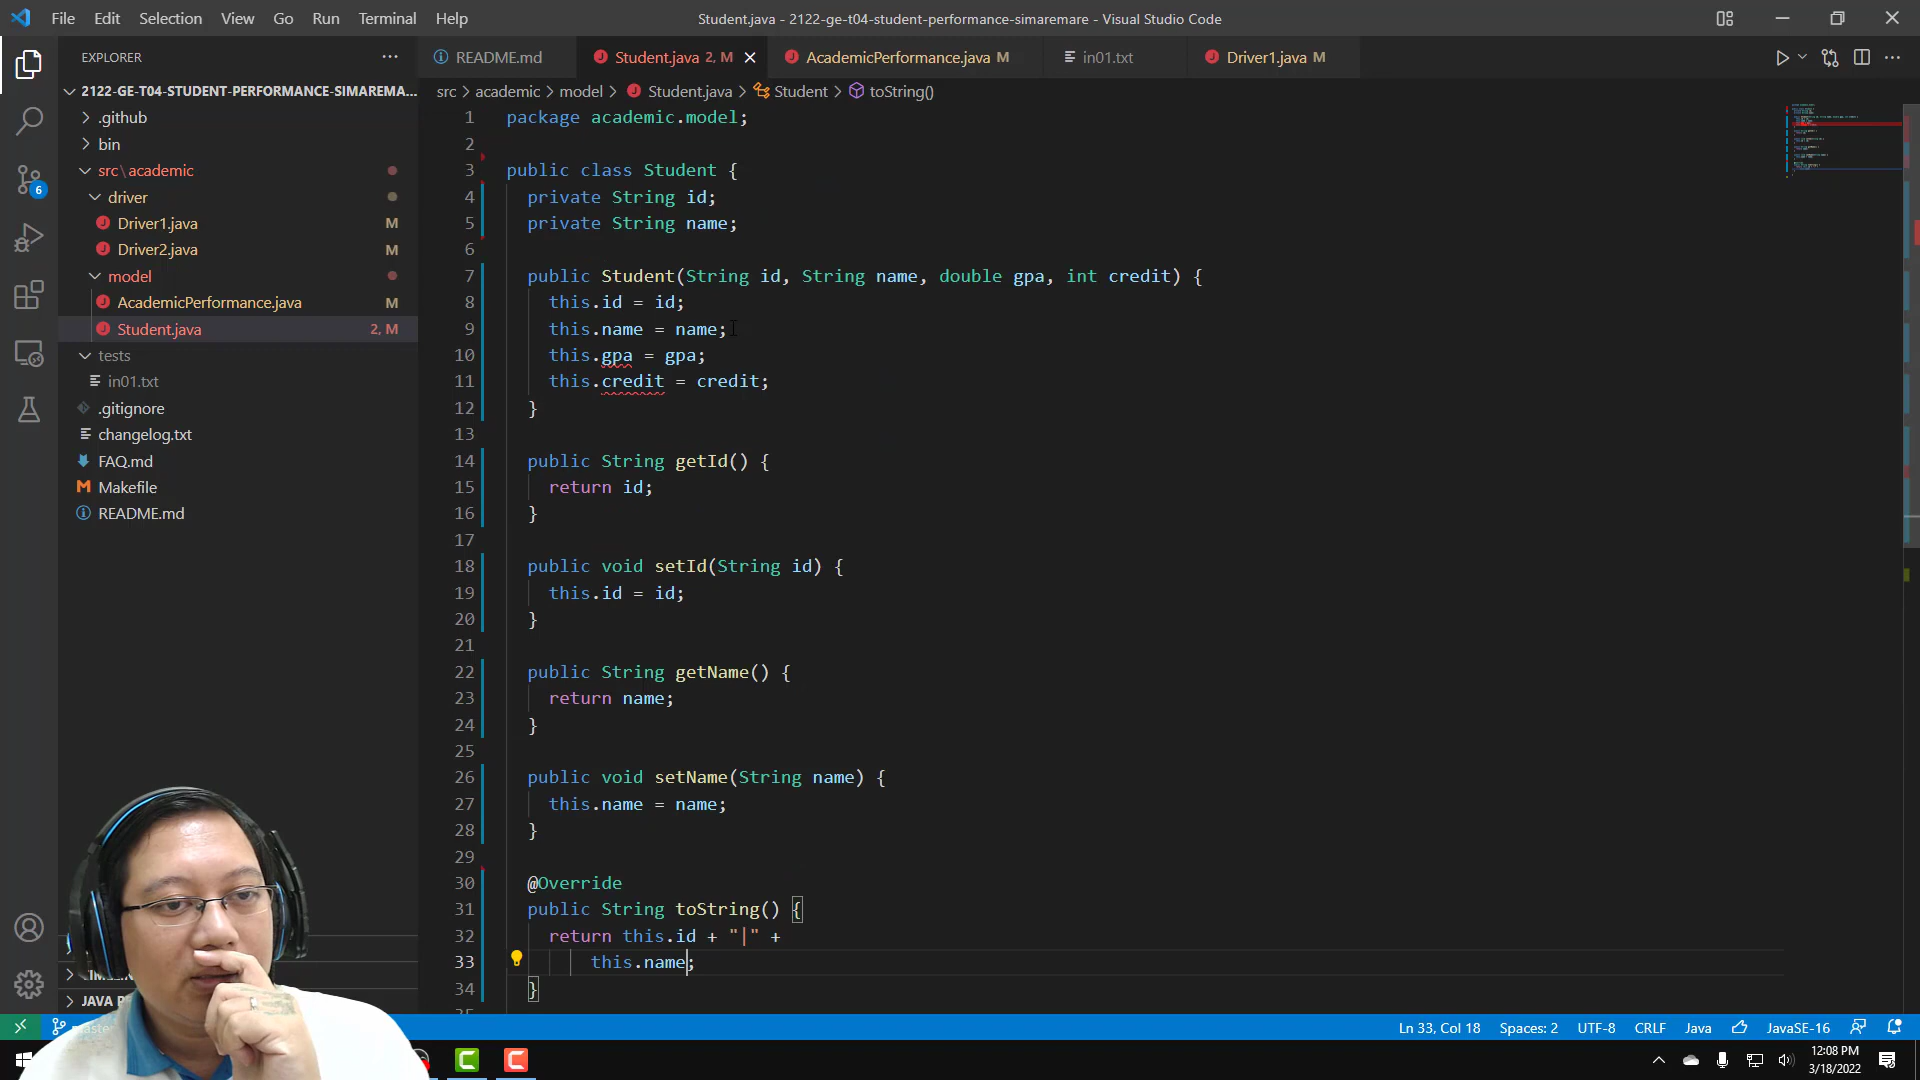 File Edit Selection View Go Run Terminal Help
Student.java - 2122-ge-t04-student-performance-simaremare - Visual Studio Code
EXPLORER
README.md
Student.java 2, M
AcademicPerformance.java M
in01.txt
Driver1.java M
2122-GE-T04-STUDENT-PERFORMANCE-SIMAREMA...
src > academic > model > Student.java > Student > toString()
.github
bin
src\academic
driver
Driver1.java M
Driver2.java M
model
AcademicPerformance.java M
Student.java 2, M
tests
in01.txt
.gitignore
changelog.txt
FAQ.md
Makefile
README.md
6
JAVA P
1 package academic.model;
2
3 public class Student {
4 private String id;
5 private String name;
6
7 public Student(String id, String name, double gpa, int credit) {
8 this.id = id;
9 this.name = name;
10 this.gpa = gpa;
11 this.credit = credit;
12 }
13
14 public String getId() {
15 return id;
16 }
17
18 public void setId(String id) {
19 this.id = id;
20 }
21
22 public String getName() {
23 return name;
24 }
25
26 public void setName(String name) {
27 this.name = name;
28 }
29
30 @Override
31 public String toString() {
32 return this.id + "|" +
33 this.name;
34 }
Ln 33, Col 18 Spaces: 2 UTF-8 CRLF Java JavaSE-16
12:08 PM
3/18/2022